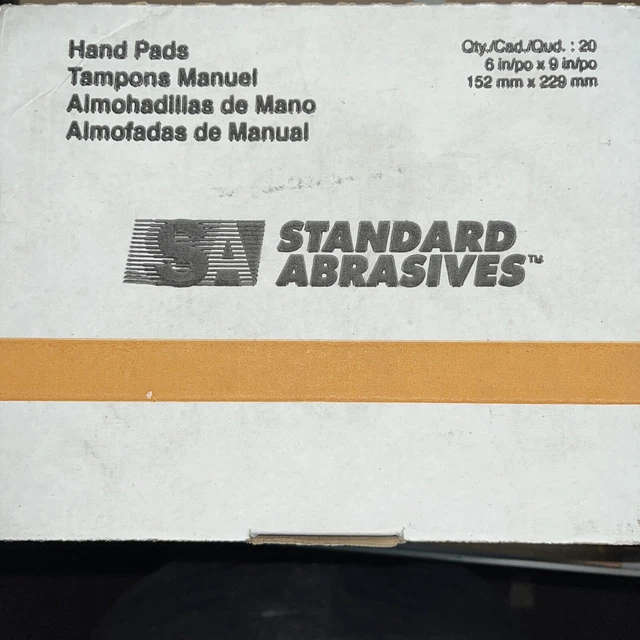 Hand Pads
Tampons Manuel
Almohadillas de Mano
Almofadas de Manual
Qty./Cad./Qud. : 20
6 in/po x 9 in/po
152 mm x 229 mm
SA STANDARD
ABRASIVES™